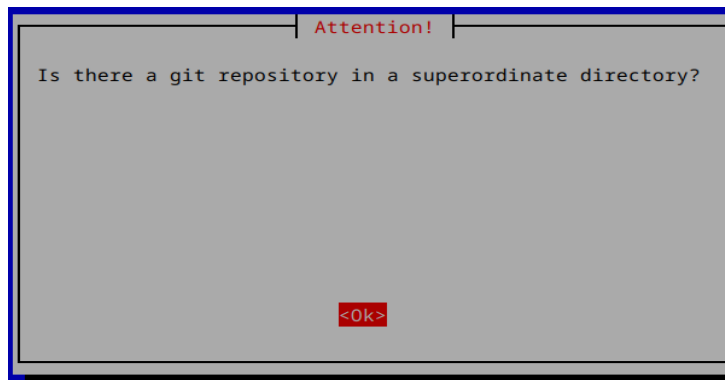 Attention!
Is there a git repository in a superordinate directory?
<Ok>